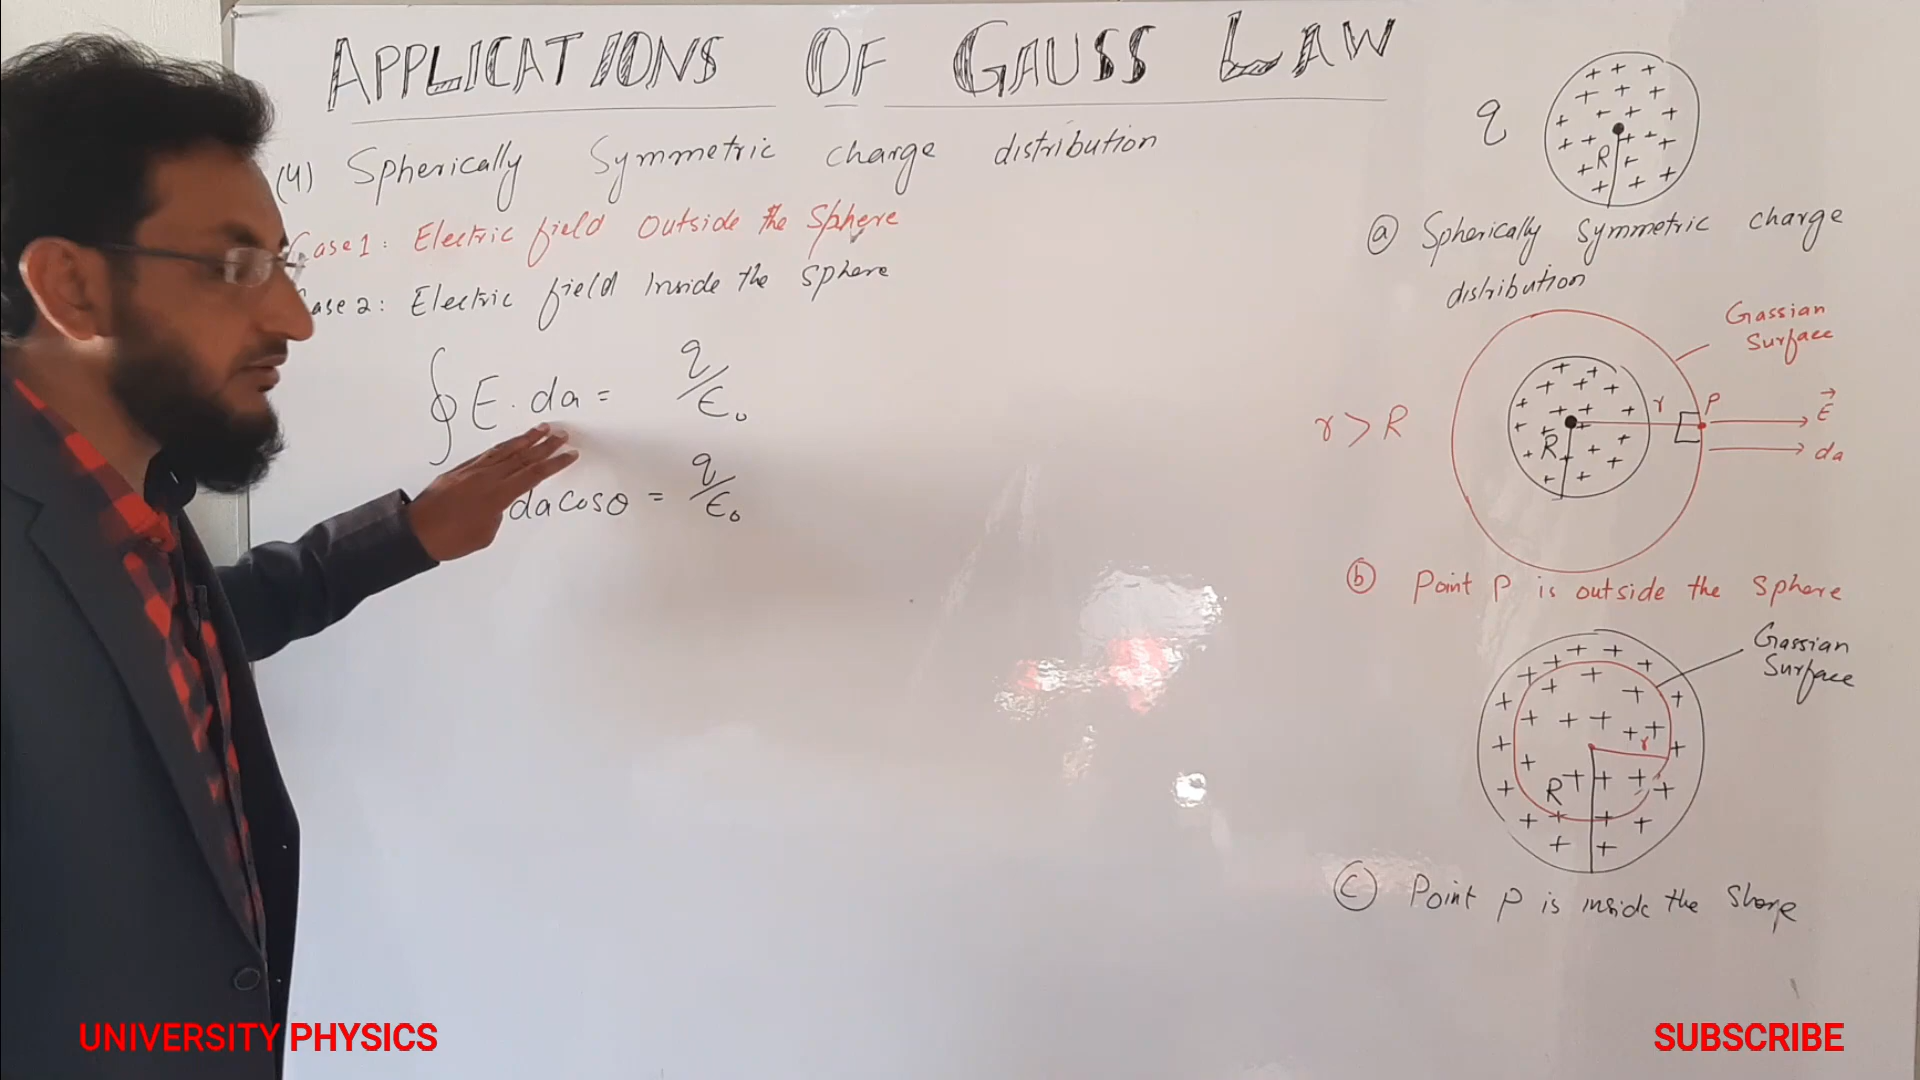 APPLICATIONS OF GAUSS LAW
(4) Spherically Symmetric charge distribution
Case 1: Electric field Outside the Sphere
ase 2: Electric field Inside the sphere
∮ E · da = q/ε₀
da cosθ = q/ε₀
q
+ + +
R
(a) Spherically Symmetric charge
distribution
Gassian
Surface
r > R
R
r
P
E⃗
da
(b) Point P is outside the sphere
Gassian
Surface
r
R
(c) Point P is inside the
UNIVERSITY PHYSICS
SUBSCRIBE